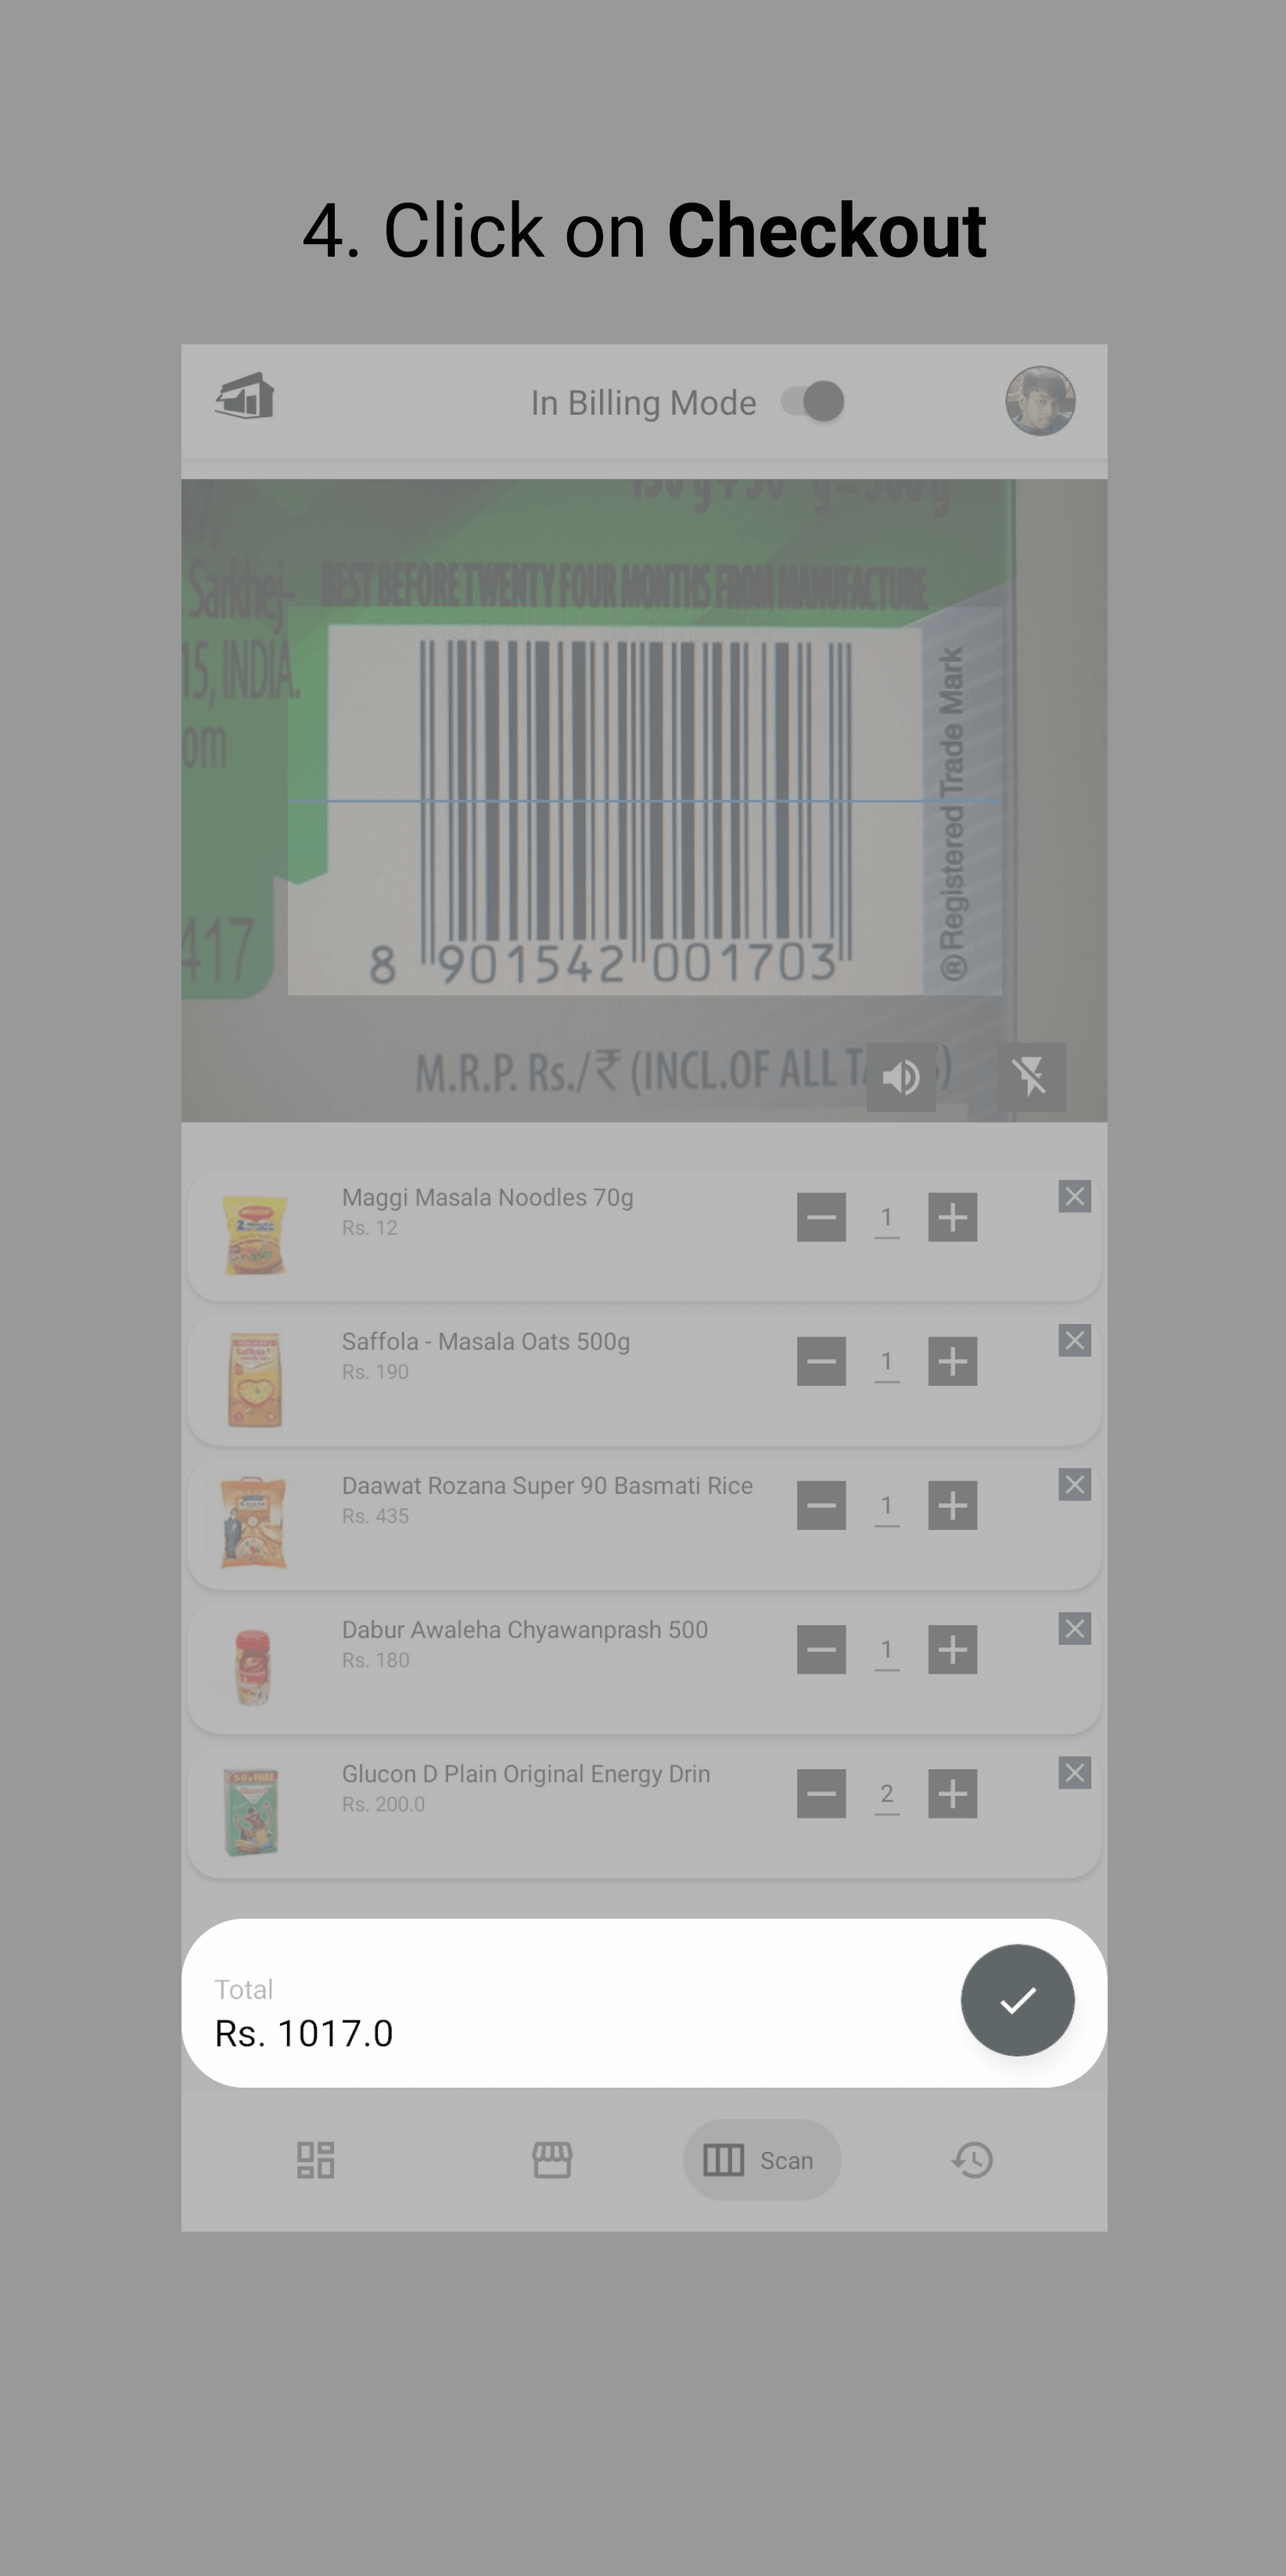 4. Click on Checkout
In Billing Mode
Sarkhej-
BEST BEFORE TWENTY FOUR MONTHS FROM MANUFACTURE
15, INDIA.
om
®Registered Trade Mark
417
8 901542 001703
M.R.P. Rs./₹ (INCL.OF ALL
Maggi Masala Noodles 70g
Rs. 12
1
Saffola - Masala Oats 500g
Rs. 190
1
Daawat Rozana Super 90 Basmati Rice
Rs. 435
1
Dabur Awaleha Chyawanprash 500
Rs. 180
1
Glucon D Plain Original Energy Drin
Rs. 200.0
2
Total
Rs. 1017.0
Scan